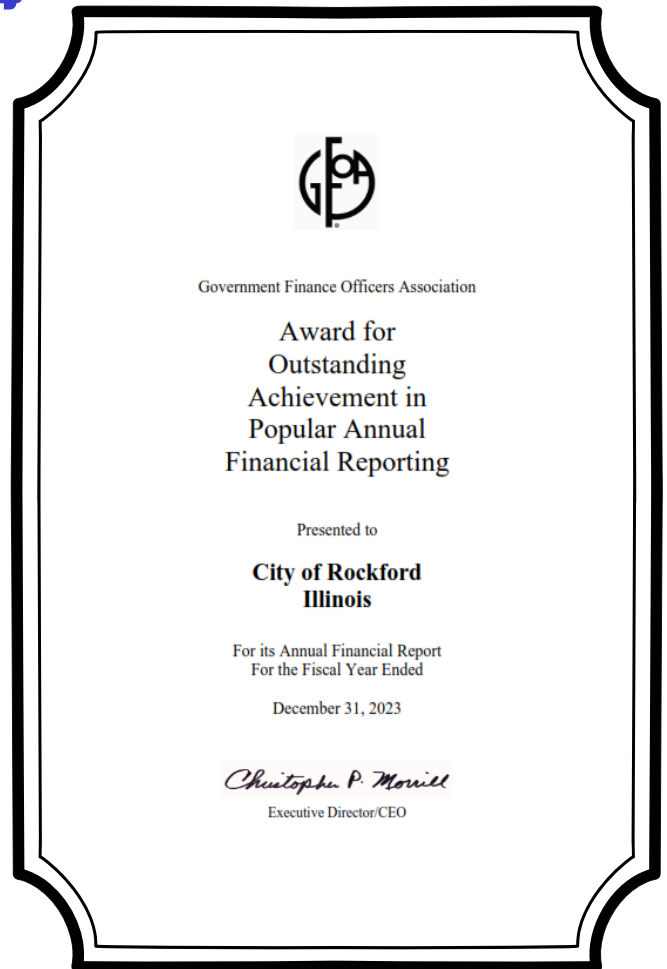 GFOA
Government Finance Officers Association
Award for
Outstanding
Achievement in
Popular Annual
Financial Reporting
Presented to
City of Rockford
Illinois
For its Annual Financial Report
For the Fiscal Year Ended
December 31, 2023
Christopher P. Morrill
Executive Director/CEO